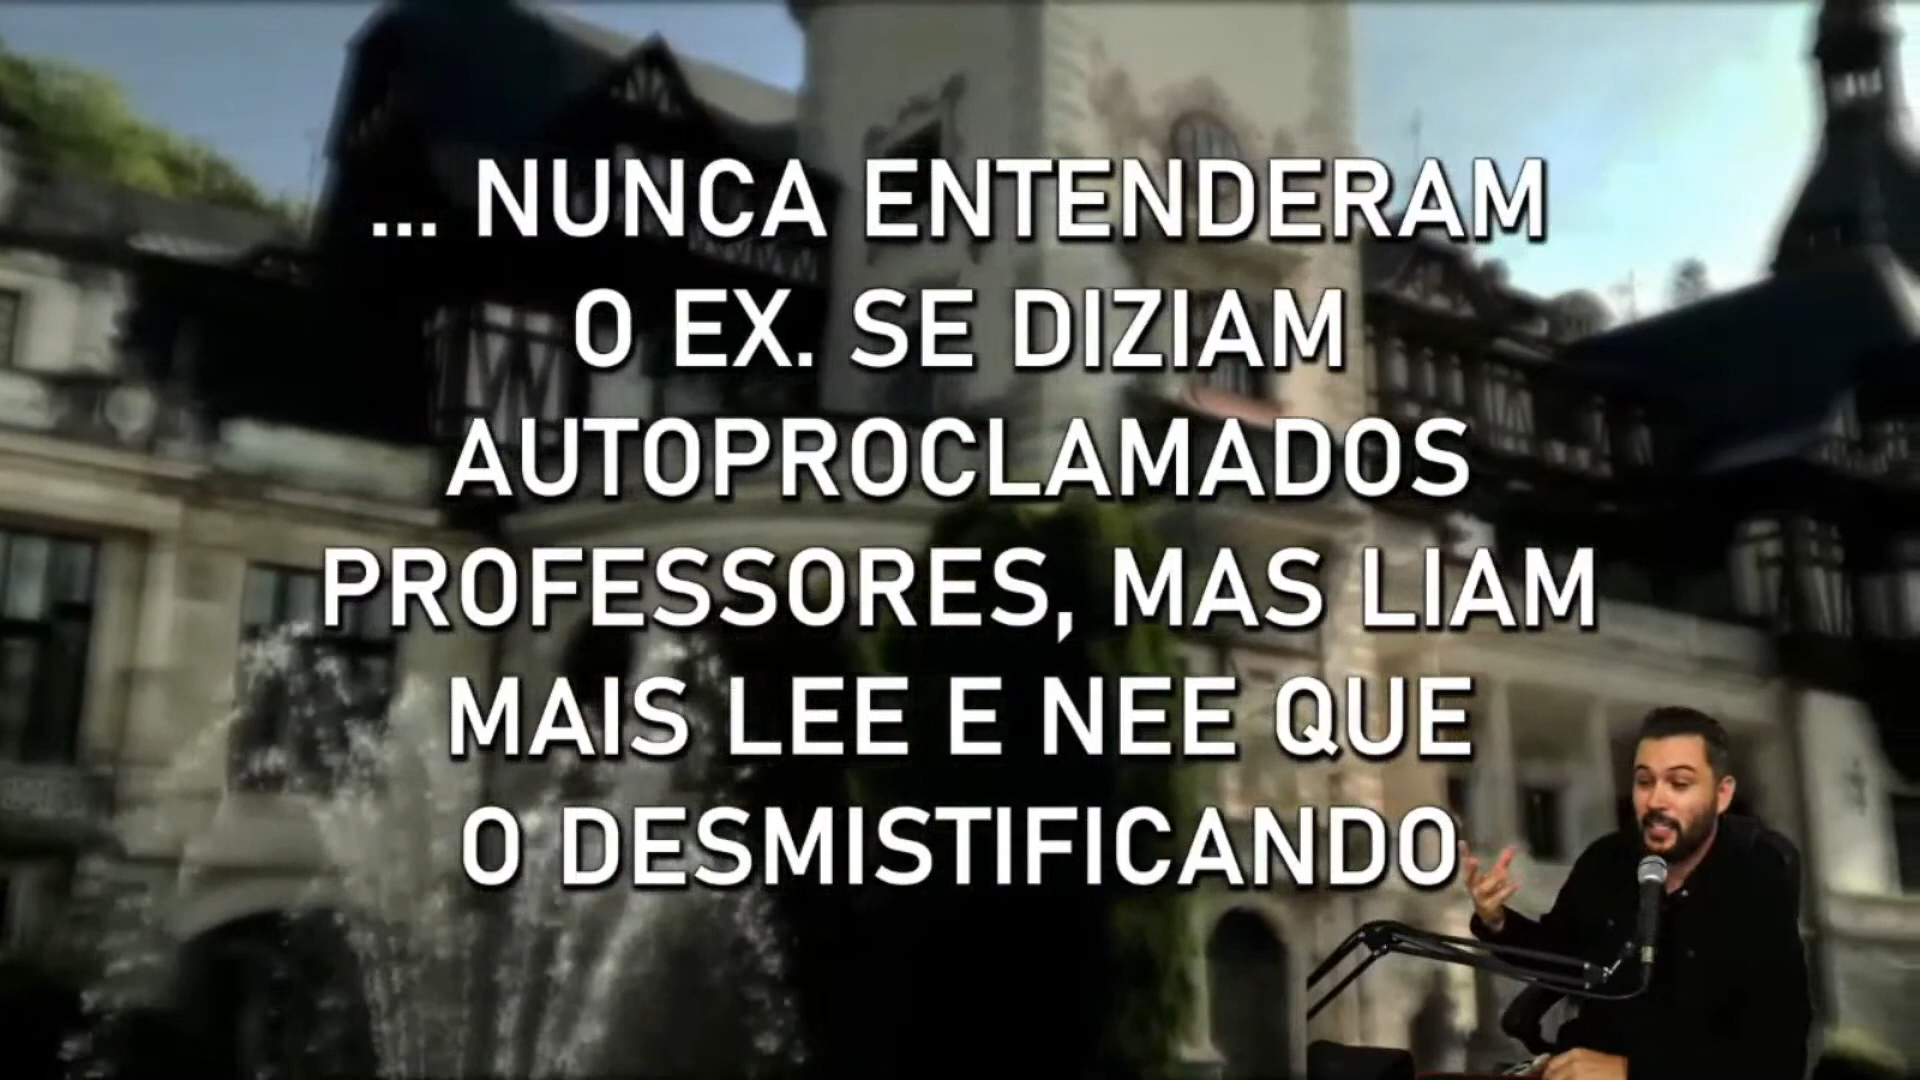 ... NUNCA ENTENDERAM
O EX. SE DIZIAM
AUTOPROCLAMADOS
PROFESSORES, MAS LIAM
MAIS LEE E NEE QUE
O DESMISTIFICANDO